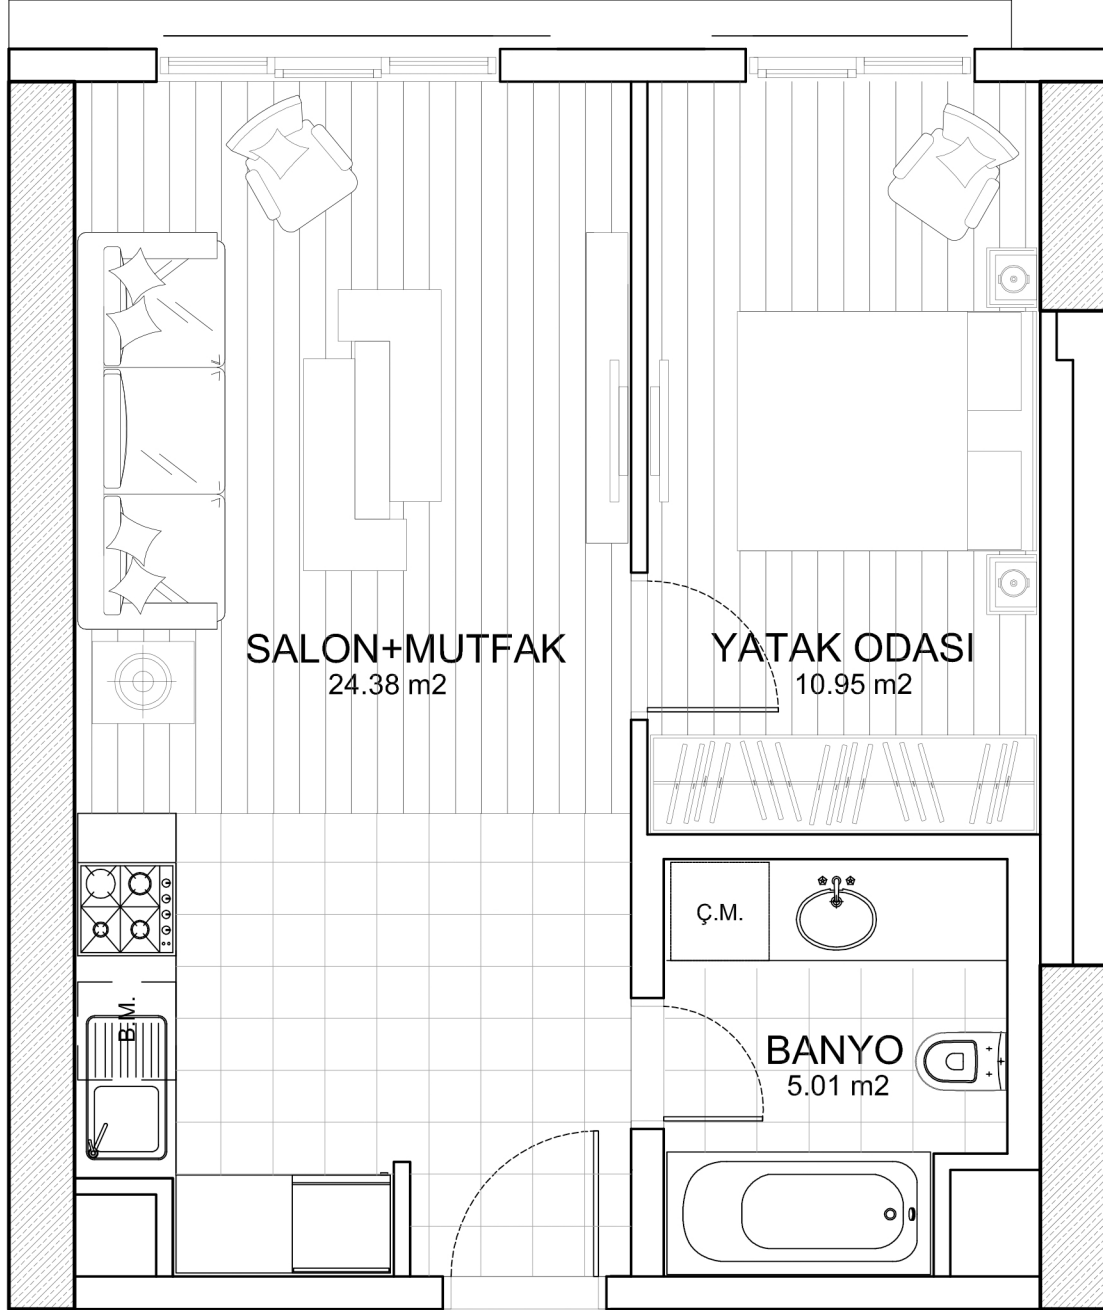 SALON+MUTFAK
24.38 m2
YATAK ODASI
10.95 m2
Ç.M.
B.M.
BANYO
5.01 m2